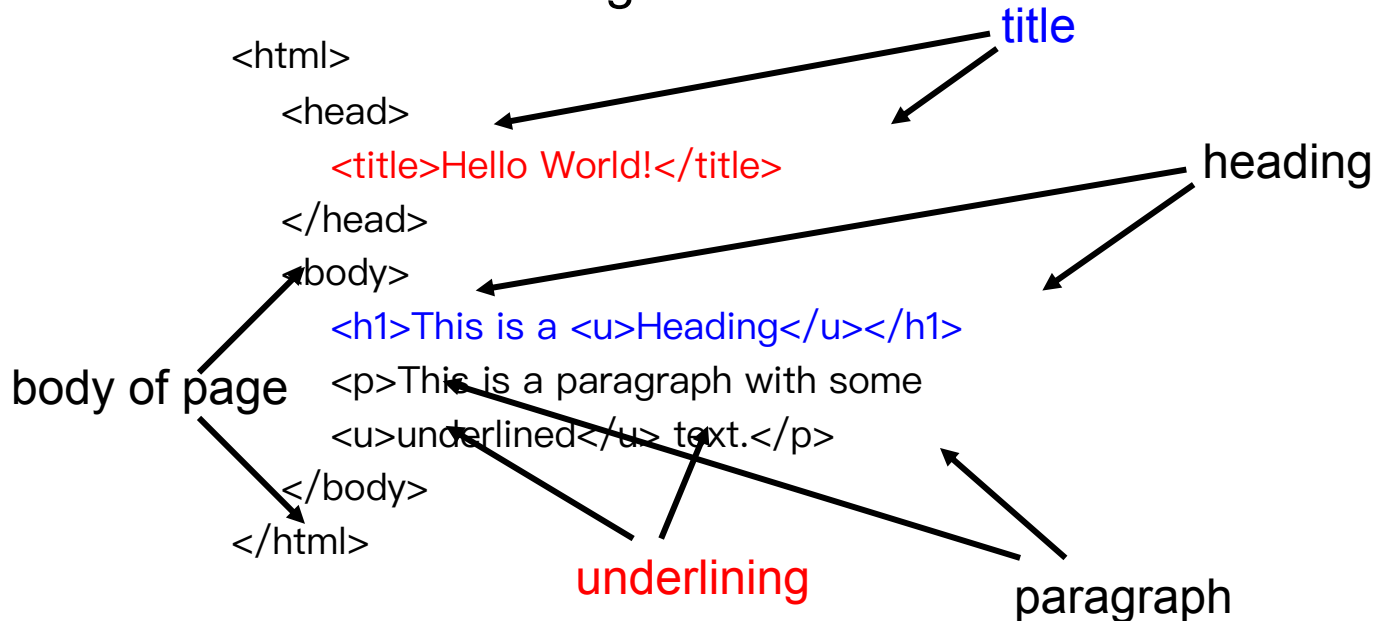 title
<html>
<head>
<title>Hello World!</title>
heading
</head>
<body>
<h1>This is a <u>Heading</u></h1>
body of page
<p>This is a paragraph with some
<u>underlined</u> text.</p>
</body>
</html>
underlining
paragraph